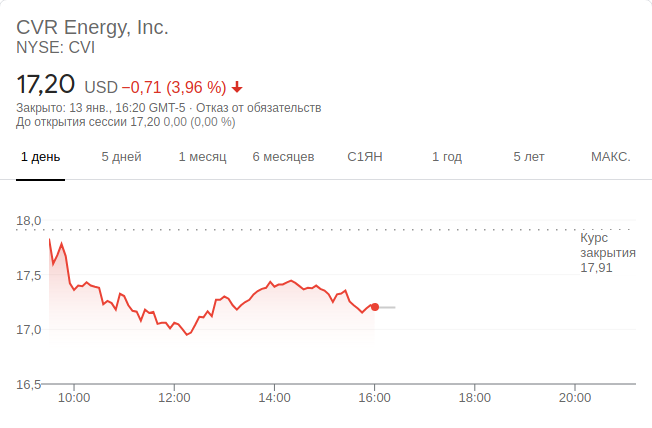 CVR Energy, Inc.
NYSE: CVI
17,20 USD −0,71 (3,96 %)
Закрыто: 13 янв., 16:20 GMT-5 · Отказ от обязательств
До открытия сессии 17,20 0,00 (0,00 %)
1 день 5 дней 1 месяц 6 месяцев С1ЯН 1 год 5 лет МАКС.
18,0
Курс
закрытия
17,91
17,5
17,0
16,5
10:00 12:00 14:00 16:00 18:00 20:00